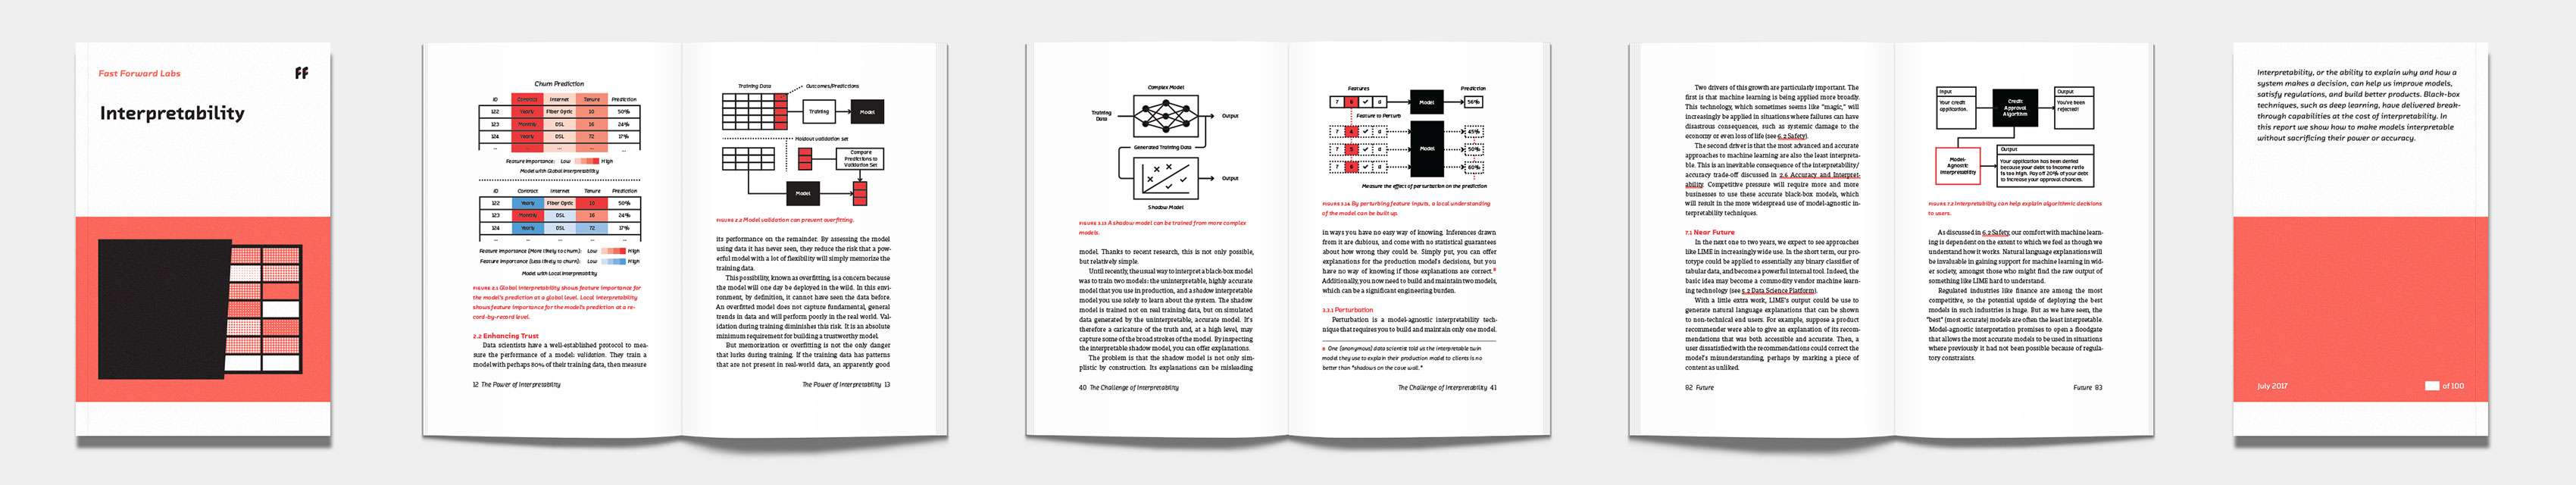 Fast Forward Labs
FF
Interpretability
Churn Prediction
ID Contract Internet Tenure Prediction
122 Yearly Fiber Optic 10 50%
123 Monthly DSL 16 24%
124 Yearly DSL 72 17%
... ...
Feature Importance: Low High
Model with Global Interpretability
ID Contract Internet Tenure Prediction
122 Yearly Fiber Optic 10 50%
123 Monthly DSL 16 24%
124 Yearly DSL 72 17%
... ...
Feature Importance (More likely to churn): Low High
Feature Importance (Less likely to churn): Low High
Model with Local Interpretability
FIGURE 2.1 Global interpretability shows feature importance for
the model's prediction at a global level. Local interpretability
shows feature importance for the model's prediction at a re-
cord-by-record level.
2.2 Enhancing Trust
Data scientists have a well-established protocol to mea-
sure the performance of a model: validation. They train a
model with perhaps 80% of their training data, then measure
12 The Power of Interpretability
Training Data
Outcomes/Predictions
Training
Model
Holdout Validation Set
Compare
Predictions to
Validation Set
Model
FIGURE 2.2 Model validation can prevent overfitting.
its performance on the remainder. By assessing the model
using data it has never seen, they reduce the risk that a pow-
erful model with a lot of flexibility will simply memorize the
training data.
This possibility, known as overfitting, is a concern because
the model will one day be deployed in the wild. In this envi-
ronment, by definition, it cannot have seen the data before.
An overfitted model does not capture fundamental, general
trends in data and will perform poorly in the real world. Val-
idation during training diminishes this risk. It is an absolute
minimum requirement for building a trustworthy model.
But memorization or overfitting is not the only danger
that lurks during training. If the training data has patterns
that are not present in real-world data, an apparently good
The Power of Interpretability 13
Complex Model
Training
Data
Output
Generated Training Data
Output
Shadow Model
FIGURE 3.13 A shadow model can be trained from more complex
models.
model. Thanks to recent research, this is not only possible,
but relatively simple.
Until recently, the usual way to interpret a black-box model
was to train two models: the uninterpretable, highly accurate
model that you use in production, and a shadow interpretable
model you use solely to learn about the system. The shadow
model is trained not on real training data, but on simulated
data generated by the uninterpretable, accurate model. It's
therefore a caricature of the truth and, at a high level, may
capture some of the broad strokes of the model. By inspecting
the interpretable shadow model, you can offer explanations.
The problem is that the shadow model is not only sim-
plistic by construction. Its explanations can be misleading
40 The Challenge of Interpretability
Features
Prediction
7 6 ✓ a
Model
56%
Feature to Perturb
7 4 ✓ a
45%
7 5 ✓ a
Model
50%
7 8 ✓ a
60%
Measure the effect of perturbation on the prediction
FIGURE 3.14 By perturbing feature inputs, a local understanding
of the model can be built up.
in ways you have no easy way of knowing. Inferences drawn
from it are dubious, and come with no statistical guarantees
about how wrong they could be. Simply put, you can offer
explanations for the production model's decisions, but you
have no way of knowing if those explanations are correct.
Additionally, you now need to build and maintain two models,
which can be a significant engineering burden.
3.3.1 Perturbation
Perturbation is a model-agnostic interpretability tech-
nique that requires you to build and maintain only one model.
One (anonymous) data scientist told us the interpretable twin
model they use to explain their production model to clients is no
better than "shadows on the cave wall."
The Challenge of Interpretability 41
Two drivers of this growth are particularly important. The
first is that machine learning is being applied more broadly.
This technology, which sometimes seems like "magic," will
increasingly be applied in situations where failures can have
disastrous consequences, such as systemic damage to the
economy or even loss of life (see 6.2 Safety).
The second driver is that the most advanced and accurate
approaches to machine learning are also the least interpreta-
ble. This is an inevitable consequence of the interpretability/
accuracy trade-off discussed in 2.6 Accuracy and Interpret-
ability. Competitive pressure will require more and more
businesses to use these accurate black-box models, which
will result in the more widespread use of model-agnostic in-
terpretability techniques.
7.1 Near Future
In the next one to two years, we expect to see approaches
like LIME in increasingly wide use. In the short term, our pro-
totype could be applied to essentially any binary classifier of
tabular data, and become a powerful internal tool. Indeed, the
basic idea may become a commodity vendor machine learn-
ing technology (see 5.2 Data Science Platform).
With a little extra work, LIME's output could be use to
generate natural language explanations that can be shown
to non-technical end users. For example, suppose a product
recommender were able to give an explanation of its recom-
mendations that was both accessible and accurate. Then, a
user dissatisfied with the recommendations could correct the
model's misunderstanding, perhaps by marking a piece of
content as unliked.
82 Future
Input
Your credit
application.
Credit
Approval
Algorithm
Output
You've been
rejected!
Model-
Agnostic
Interpretability
Output
Your application has been denied
because your debt to income ratio
is too high. Pay off 20% of your debt
to increase your approval chances.
FIGURE 7.2 Interpretability can help explain algorithmic decisions
to users.
As discussed in 6.2 Safety, our comfort with machine learn-
ing is dependent on the extent to which we feel as though we
understand how it works. Natural language explanations will
be invaluable in gaining support for machine learning in wid-
er society, amongst those who might find the raw output of
something like LIME hard to understand.
Regulated industries like finance are among the most
competitive, so the potential upside of deploying the best
models in such industries is huge. But as we have seen, the
"best" (most accurate) models are often the least interpretable.
Model-agnostic interpretation promises to open a floodgate
that allows the most accurate models to be used in situations
where previously it had not been possible because of regula-
tory constraints.
Future 83
Interpretability, or the ability to explain why and how a
system makes a decision, can help us improve models,
satisfy regulations, and build better products. Black-box
techniques, such as deep learning, have delivered break-
through capabilities at the cost of interpretability. In
this report we show how to make models interpretable
without sacrificing their power or accuracy.
July 2017
of 100